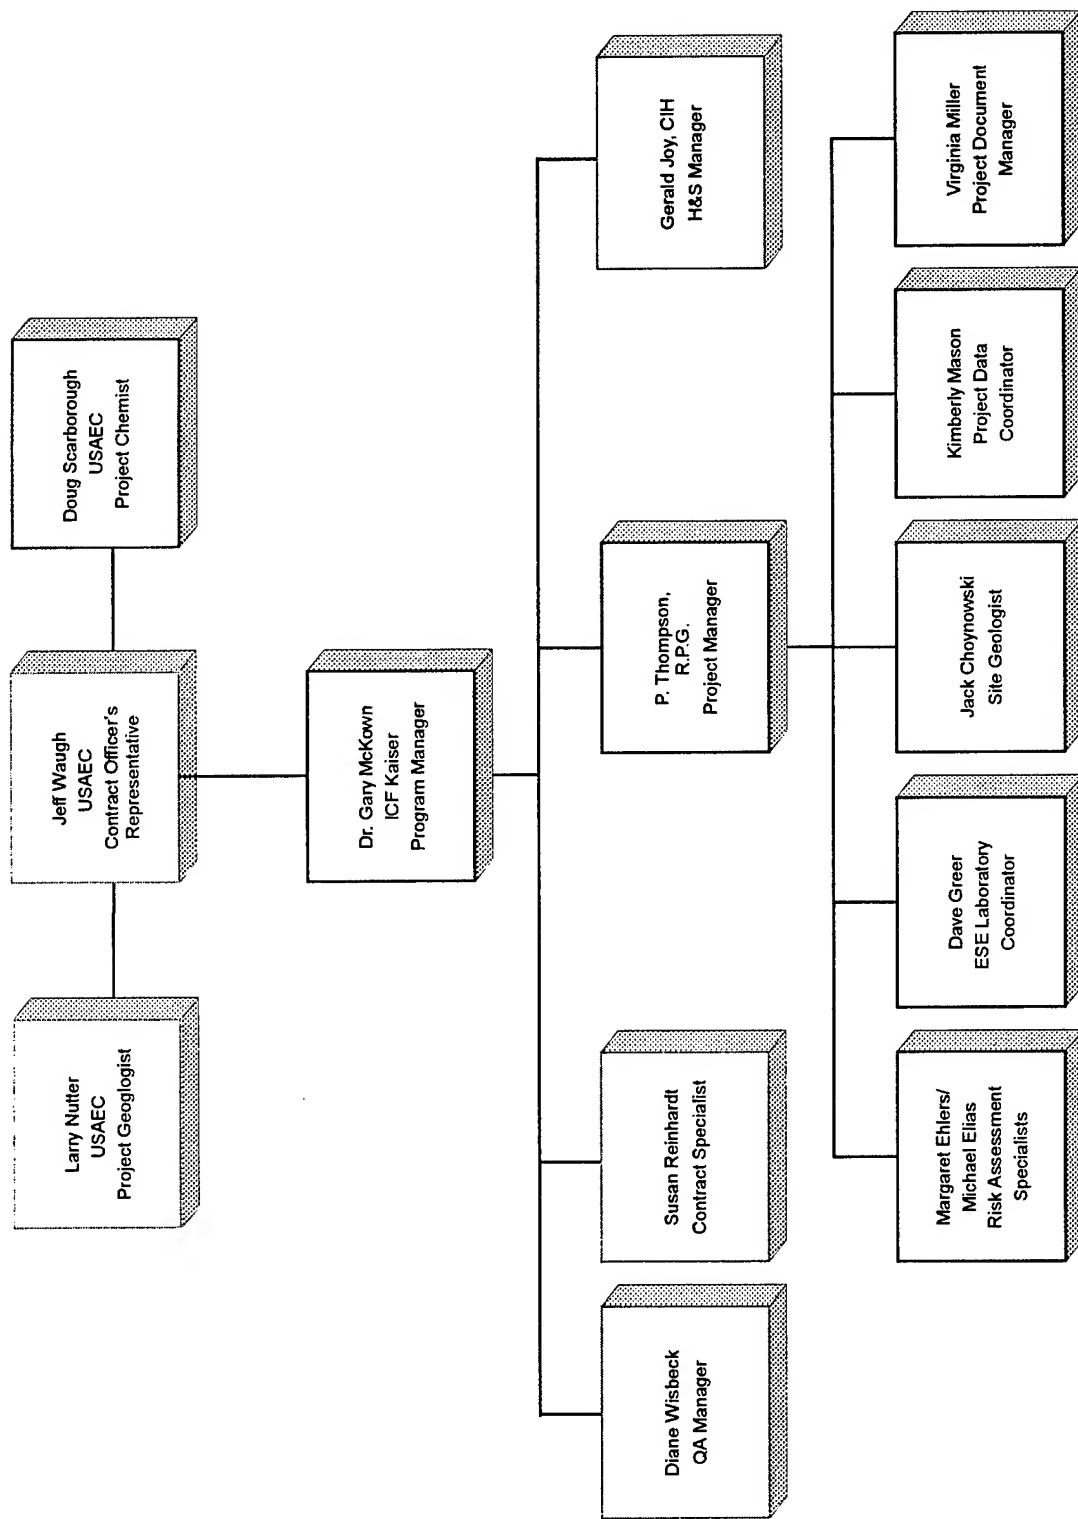 Larry Nutter
USAEC
Project Geoglogist
Jeff Waugh
USAEC
Contract Officer's
Representative
Doug Scarborough
USAEC
Project Chemist
Dr. Gary McKown
ICF Kaiser
Program Manager
Diane Wisbeck
QA Manager
Susan Reinhardt
Contract Specialist
P. Thompson,
R.P.G.
Project Manager
Gerald Joy, CIH
H&S Manager
Margaret Ehlers/
Michael Elias
Risk Assessment
Specialists
Dave Greer
ESE Laboratory
Coordinator
Jack Choynowski
Site Geologist
Kimberly Mason
Project Data
Coordinator
Virginia Miller
Project Document
Manager